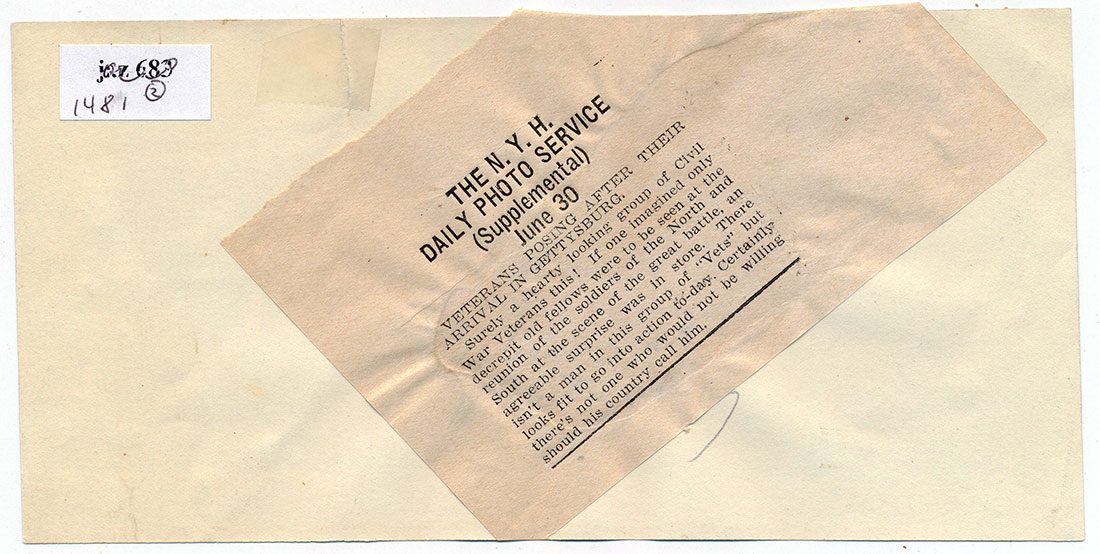 jaz 683
1481 2
THE N. Y. H.
DAILY PHOTO SERVICE
(Supplemental)
June 30
VETERANS POSING AFTER THEIR
ARRIVAL IN GETTYSBURG.
Surely a hearty looking group of Civil
War Veterans this! If one imagined only
decrepit old fellows were to be seen at the
reunion of the soldiers of the North and
South at the scene of the great battle, an
agreeable surprise was in store. There
isn't a man in this group of "Vets" but
looks fit to go into action to-day. Certainly
there's not one who would not be willing
should his country call him.